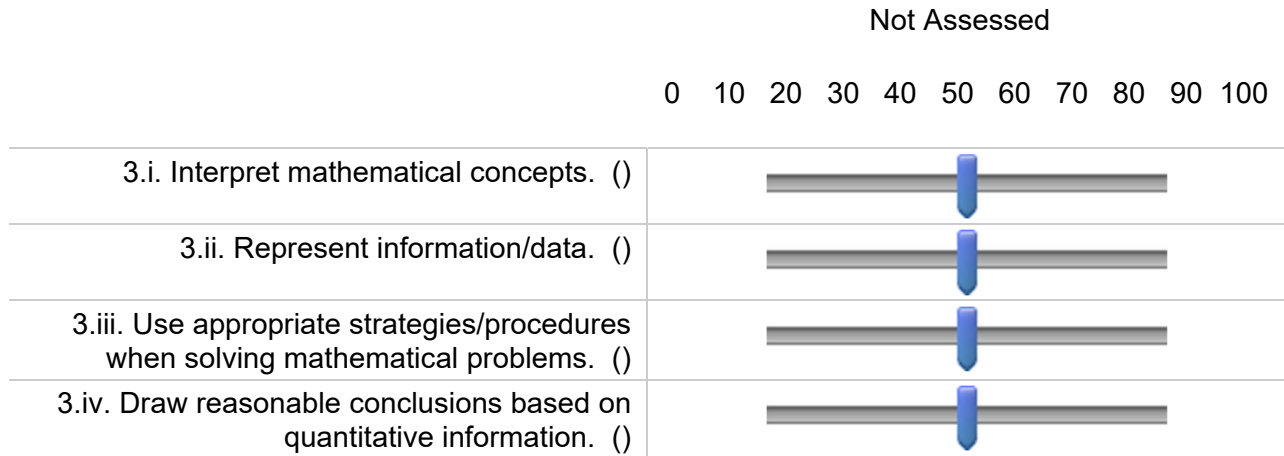 Not Assessed
0 10 20 30 40 50 60 70 80 90 100
3.i. Interpret mathematical concepts. ()
3.ii. Represent information/data. ()
3.iii. Use appropriate strategies/procedures
when solving mathematical problems. ()
3.iv. Draw reasonable conclusions based on
quantitative information. ()